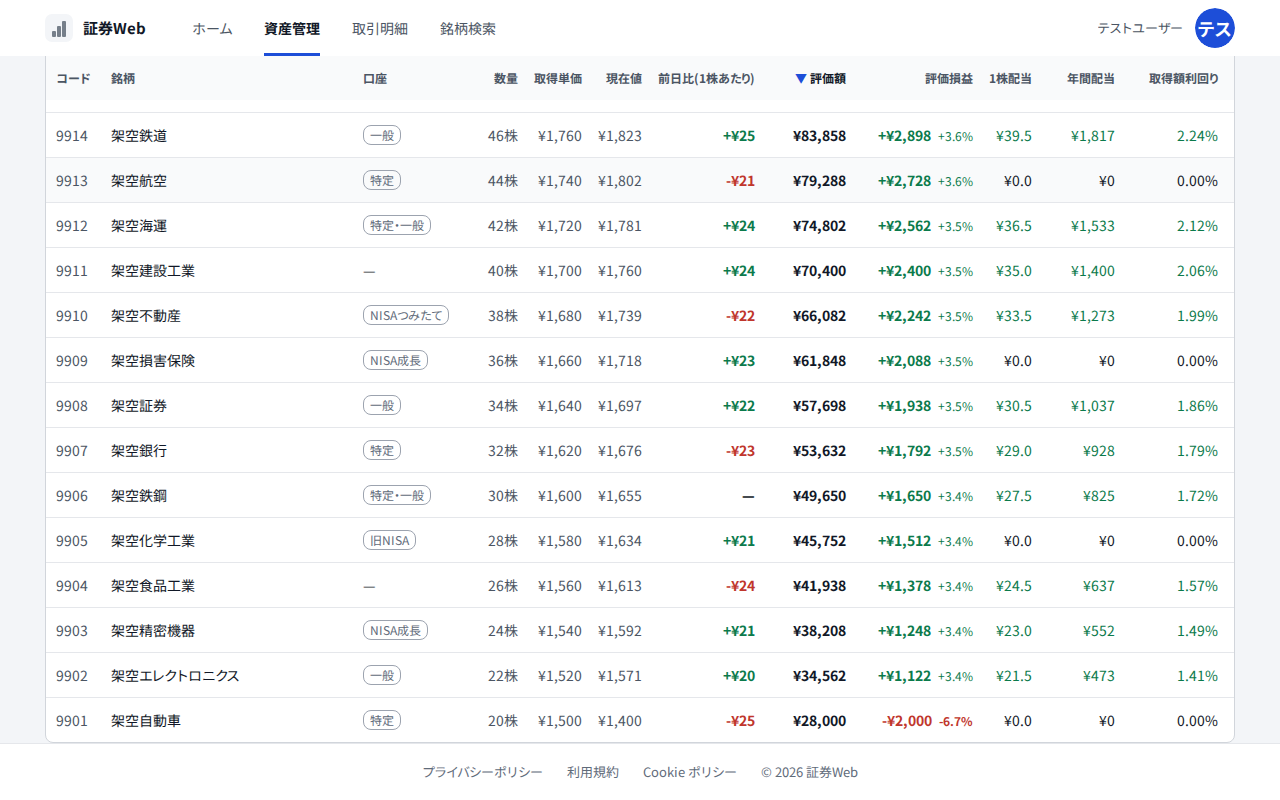 証券Web ホーム 資産管理 取引明細 銘柄検索 テストユーザー テス
コード 銘柄 口座 数量 取得単価 現在値 前日比(1株あたり) ▼ 評価額 評価損益 1株配当 年間配当 取得額利回り
9914 架空鉄道 一般 46株 ¥1,760 ¥1,823 +¥25 ¥83,858 +¥2,898 +3.6% ¥39.5 ¥1,817 2.24%
9913 架空航空 特定 44株 ¥1,740 ¥1,802 -¥21 ¥79,288 +¥2,728 +3.6% ¥0.0 ¥0 0.00%
9912 架空海運 特定・一般 42株 ¥1,720 ¥1,781 +¥24 ¥74,802 +¥2,562 +3.5% ¥36.5 ¥1,533 2.12%
9911 架空建設工業 — 40株 ¥1,700 ¥1,760 +¥24 ¥70,400 +¥2,400 +3.5% ¥35.0 ¥1,400 2.06%
9910 架空不動産 NISAつみたて 38株 ¥1,680 ¥1,739 -¥22 ¥66,082 +¥2,242 +3.5% ¥33.5 ¥1,273 1.99%
9909 架空損害保険 NISA成長 36株 ¥1,660 ¥1,718 +¥23 ¥61,848 +¥2,088 +3.5% ¥0.0 ¥0 0.00%
9908 架空証券 一般 34株 ¥1,640 ¥1,697 +¥22 ¥57,698 +¥1,938 +3.5% ¥30.5 ¥1,037 1.86%
9907 架空銀行 特定 32株 ¥1,620 ¥1,676 -¥23 ¥53,632 +¥1,792 +3.5% ¥29.0 ¥928 1.79%
9906 架空鉄鋼 特定・一般 30株 ¥1,600 ¥1,655 — ¥49,650 +¥1,650 +3.4% ¥27.5 ¥825 1.72%
9905 架空化学工業 旧NISA 28株 ¥1,580 ¥1,634 +¥21 ¥45,752 +¥1,512 +3.4% ¥0.0 ¥0 0.00%
9904 架空食品工業 — 26株 ¥1,560 ¥1,613 -¥24 ¥41,938 +¥1,378 +3.4% ¥24.5 ¥637 1.57%
9903 架空精密機器 NISA成長 24株 ¥1,540 ¥1,592 +¥21 ¥38,208 +¥1,248 +3.4% ¥23.0 ¥552 1.49%
9902 架空エレクトロニクス 一般 22株 ¥1,520 ¥1,571 +¥20 ¥34,562 +¥1,122 +3.4% ¥21.5 ¥473 1.41%
9901 架空自動車 特定 20株 ¥1,500 ¥1,400 -¥25 ¥28,000 -¥2,000 -6.7% ¥0.0 ¥0 0.00%
プライバシーポリシー 利用規約 Cookie ポリシー © 2026 証券Web